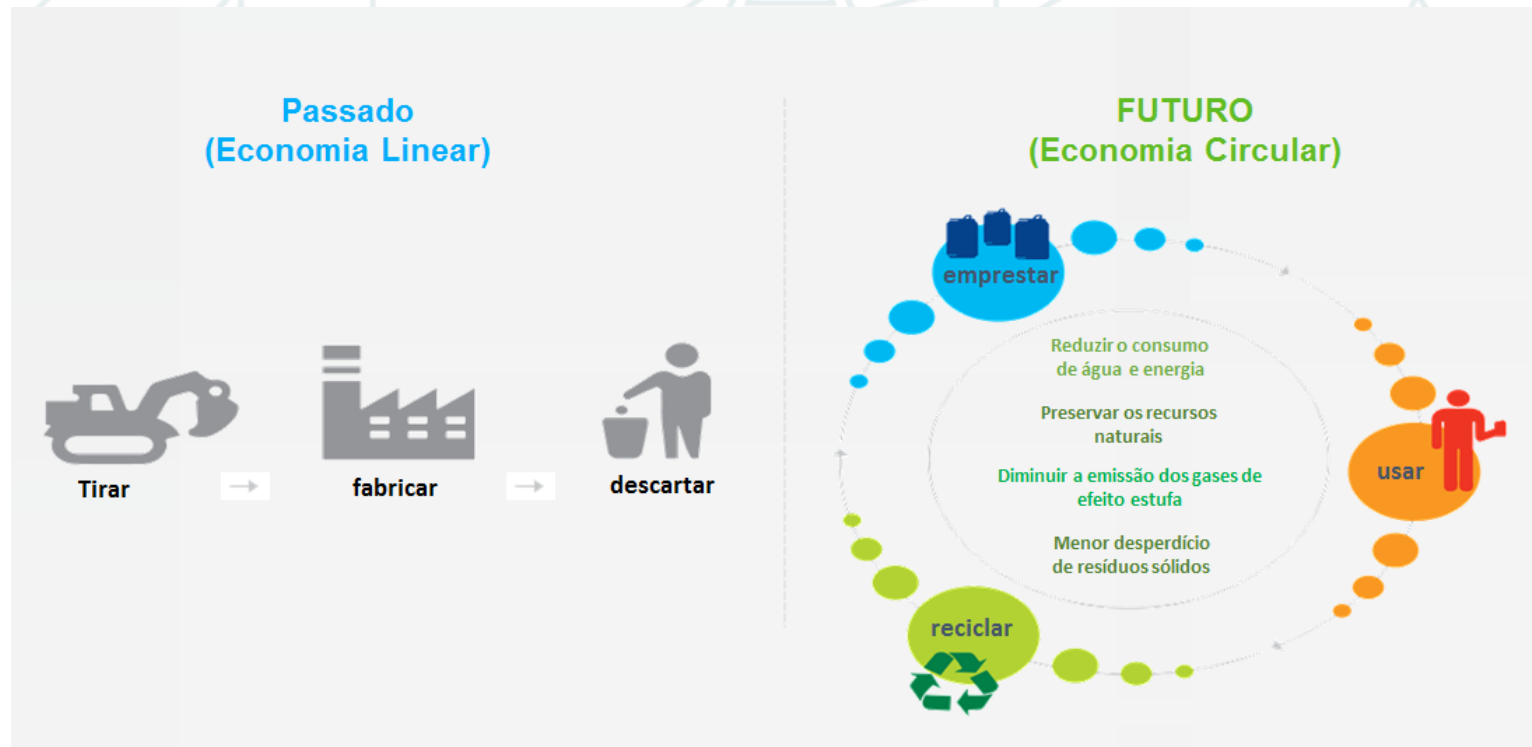 Passado
(Economia Linear)
Tirar
fabricar
descartar
FUTURO
(Economia Circular)
emprestar
Reduzir o consumo
de água e energia
Preservar os recursos
naturais
Diminuir a emissão dos gases de
efeito estufa
Menor desperdício
de resíduos sólidos
usar
reciclar